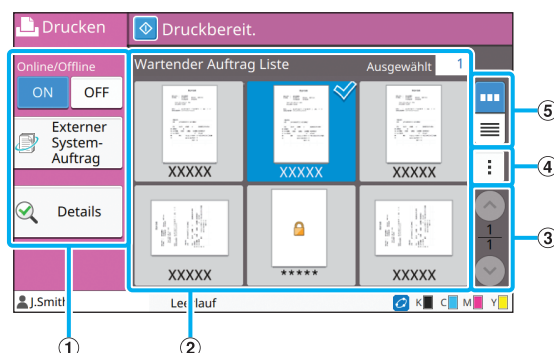 Drucken
Druckbereit.
Online/Offline
ON OFF
Externer
System-
Auftrag
Details
Wartender Auftrag Liste Ausgewählt 1
XXXXX XXXXX XXXXX
XXXXX ***** XXXXX
1
1
J.Smith Leerlauf K C M Y
5
4
3
1 2